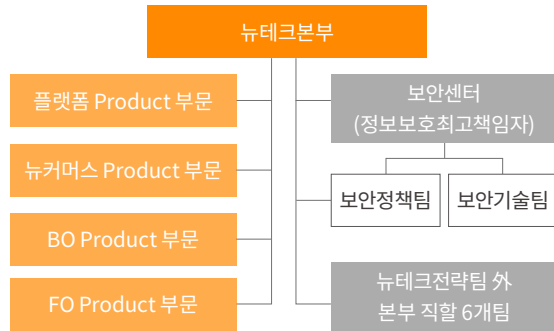 뉴테크본부
플랫폼 Product 부문
뉴커머스 Product 부문
BO Product 부문
FO Product 부문
보안센터
(정보보호최고책임자)
보안정책팀
보안기술팀
뉴테크전략팀 外
본부 직할 6개팀